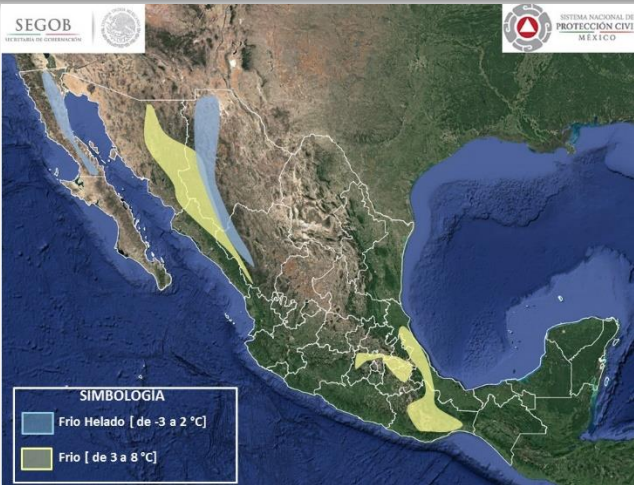 SEGOB
SECRETARÍA DE GOBERNACIÓN
SISTEMA NACIONAL DE
PROTECCIÓN CIVI
MÉXICO
SIMBOLOGIA
Frio Helado [ de -3 a 2 °C]
Frio [ de 3 a 8 °C]